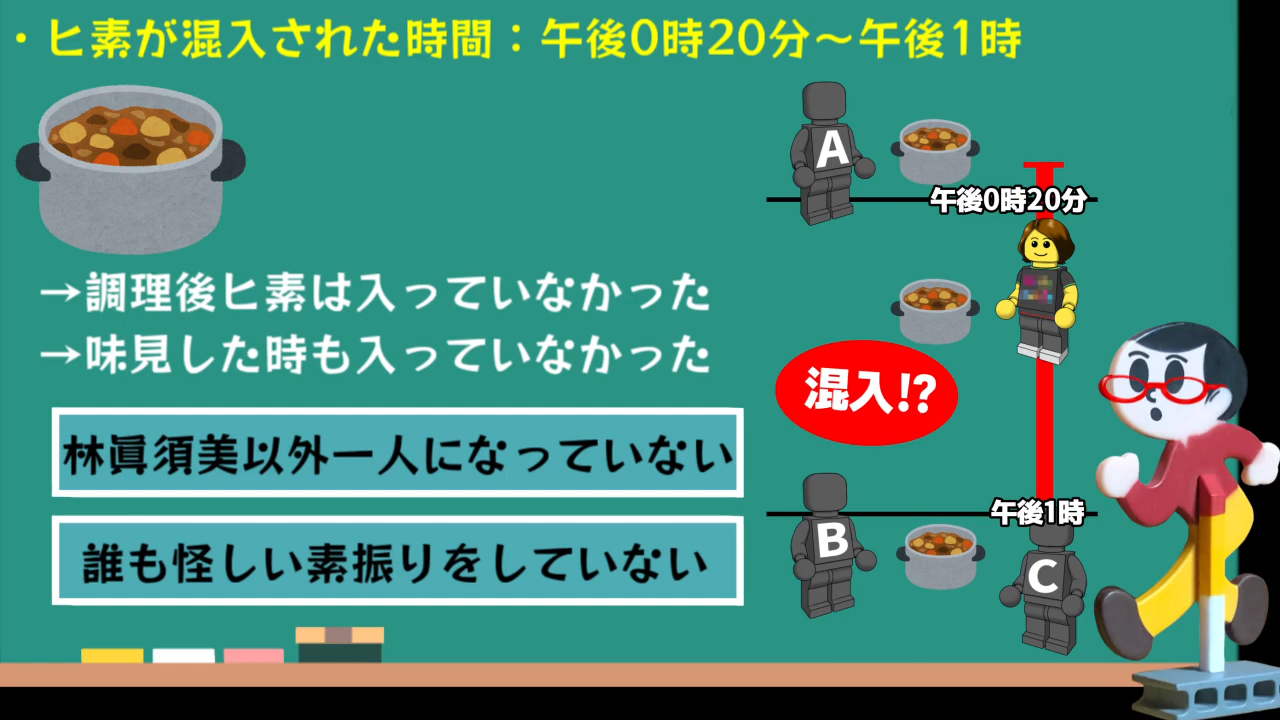 ・ヒ素が混入された時間：午後0時20分～午後1時
A
午後0時20分
→調理後ヒ素は入っていなかった
→味見した時も入っていなかった
混入!?
林眞須美以外一人になっていない
午後1時
B
C
誰も怪しい素振りをしていない